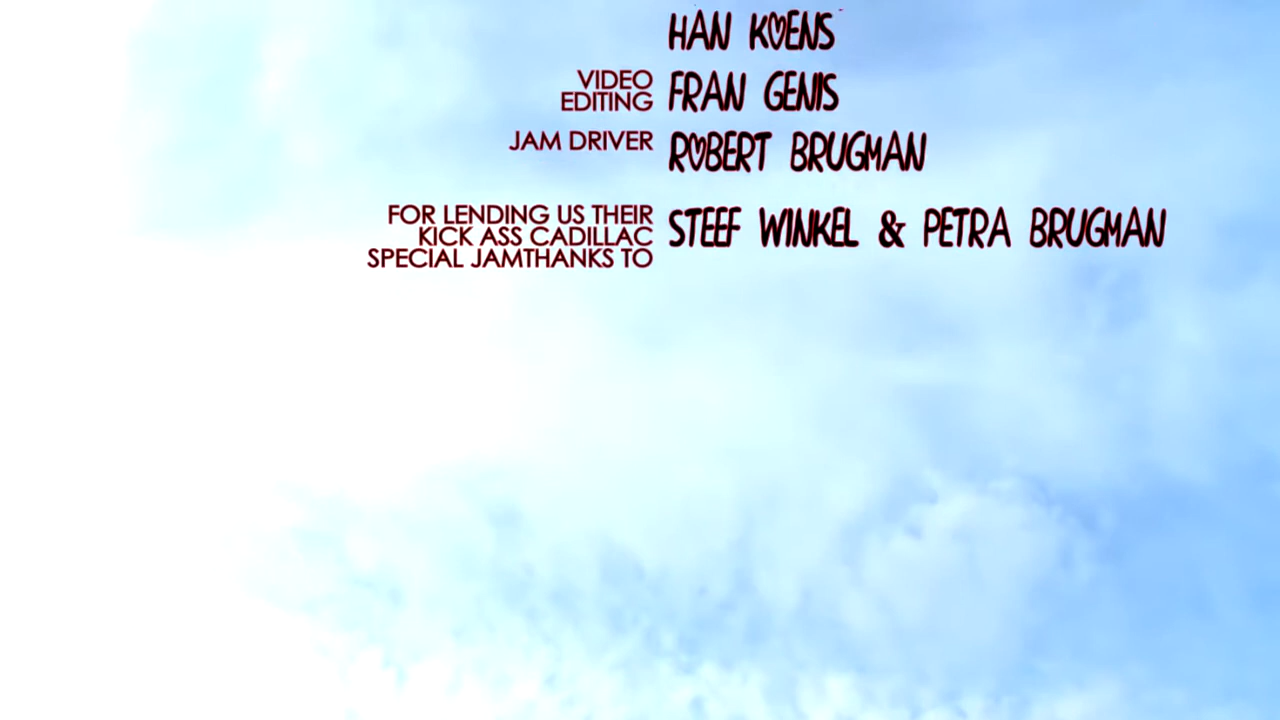 HAN KOENS
VIDEO
EDITING FRAN GENIS
JAM DRIVER ROBERT BRUGMAN
FOR LENDING US THEIR
KICK ASS CADILLAC
SPECIAL JAMTHANKS TO
STEEF WINKEL & PETRA BRUGMAN